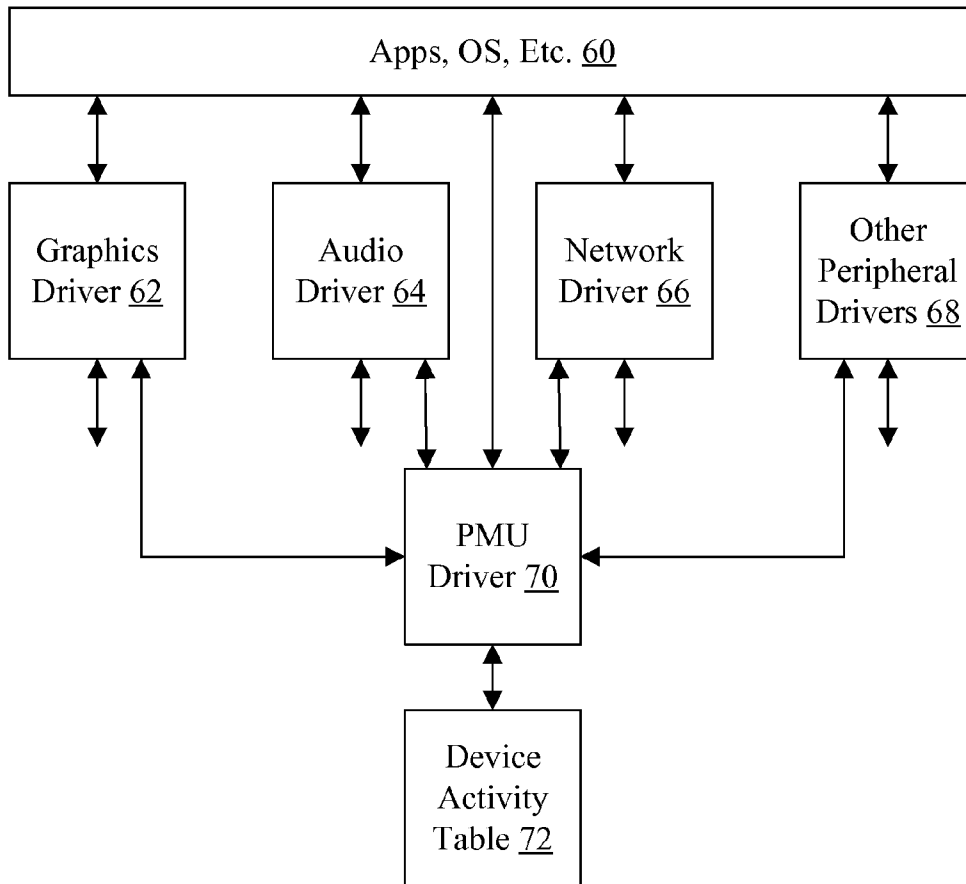 Apps, OS, Etc. 60
Graphics
Driver 62
Audio
Driver 64
Network
Driver 66
Other
Peripheral
Drivers 68
PMU
Driver 70
Device
Activity
Table 72